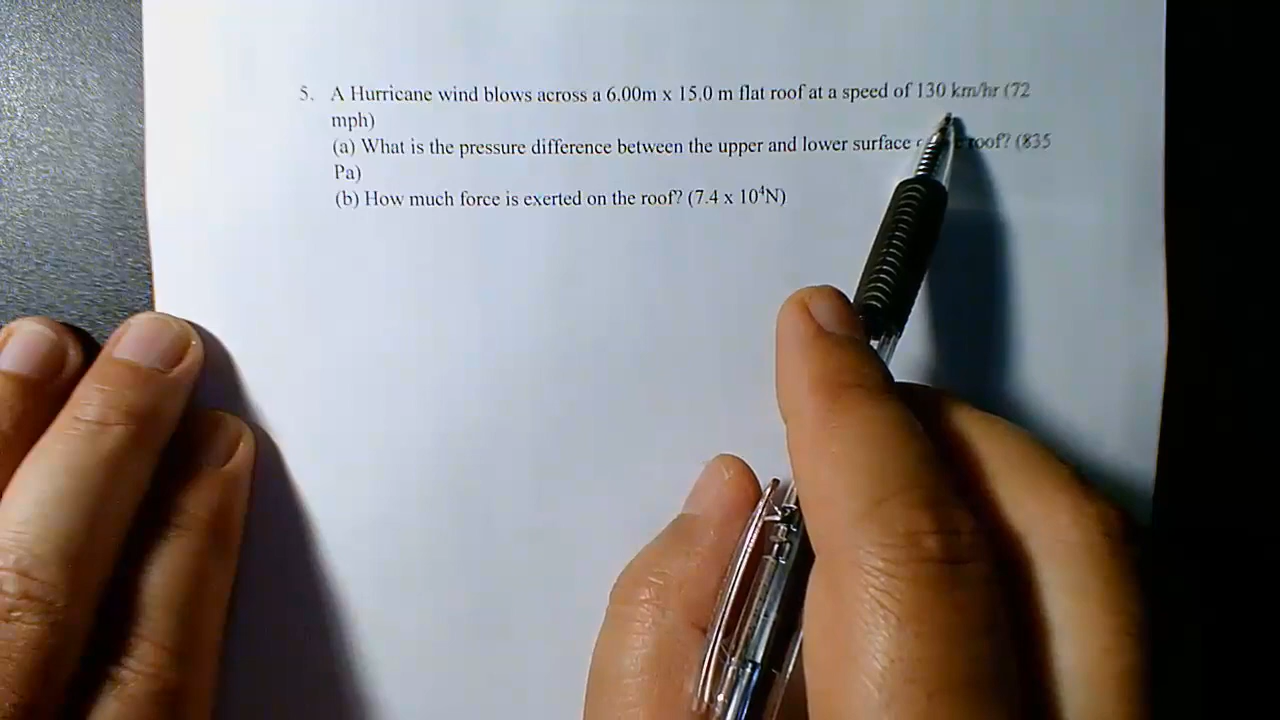 5. A Hurricane wind blows across a 6.00m x 15.0 m flat roof at a speed of 130 km/hr (72
mph)
(a) What is the pressure difference between the upper and lower surface roof? (835
Pa)
(b) How much force is exerted on the roof? (7.4 x 10⁴N)